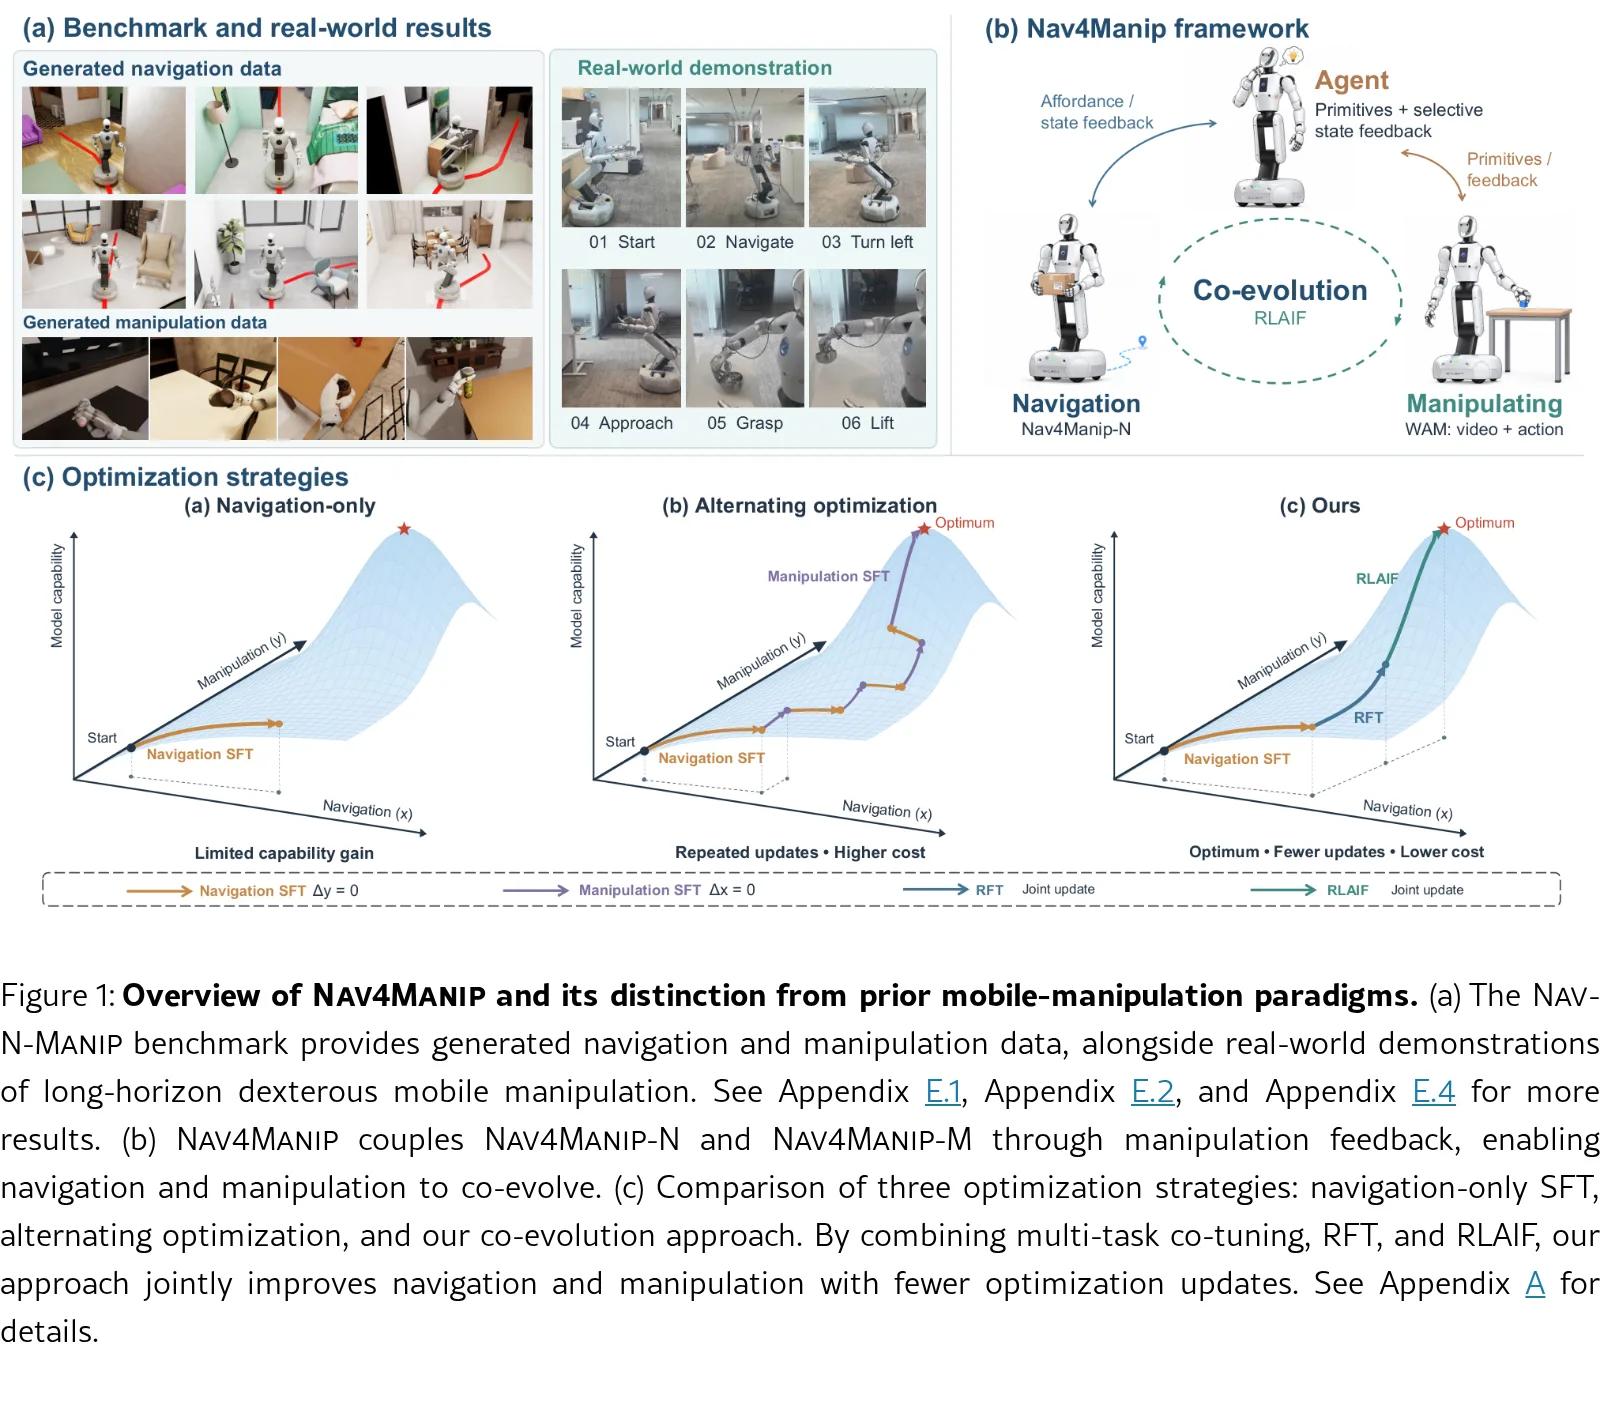 (a) Benchmark and real-world results
Generated navigation data
Generated manipulation data
Real-world demonstration
01 Start
02 Navigate
03 Turn left
04 Approach
05 Grasp
06 Lift
(b) Nav4Manip framework
Agent
Primitives + selective
state feedback
Affordance /
state feedback
Primitives /
feedback
Co-evolution
RLAIF
Navigation
Nav4Manip-N
Manipulating
WAM: video + action
(c) Optimization strategies
(a) Navigation-only
Model capability
Manipulation (y)
Start
Navigation SFT
Navigation (x)
Limited capability gain
(b) Alternating optimization
Optimum
Model capability
Manipulation SFT
Manipulation (y)
Start
Navigation SFT
Navigation (x)
Repeated updates • Higher cost
(c) Ours
Optimum
Model capability
RLAIF
Manipulation (y)
RFT
Start
Navigation SFT
Navigation (x)
Optimum • Fewer updates • Lower cost
Navigation SFT Δy = 0
Manipulation SFT Δx = 0
RFT Joint update
RLAIF Joint update
Figure 1: Overview of NAV4MANIP and its distinction from prior mobile-manipulation paradigms. (a) The NAV-
N-MANIP benchmark provides generated navigation and manipulation data, alongside real-world demonstrations
of long-horizon dexterous mobile manipulation. See Appendix E.1, Appendix E.2, and Appendix E.4 for more
results. (b) NAV4MANIP couples NAV4MANIP-N and NAV4MANIP-M through manipulation feedback, enabling
navigation and manipulation to co-evolve. (c) Comparison of three optimization strategies: navigation-only SFT,
alternating optimization, and our co-evolution approach. By combining multi-task co-tuning, RFT, and RLAIF, our
approach jointly improves navigation and manipulation with fewer optimization updates. See Appendix A for
details.